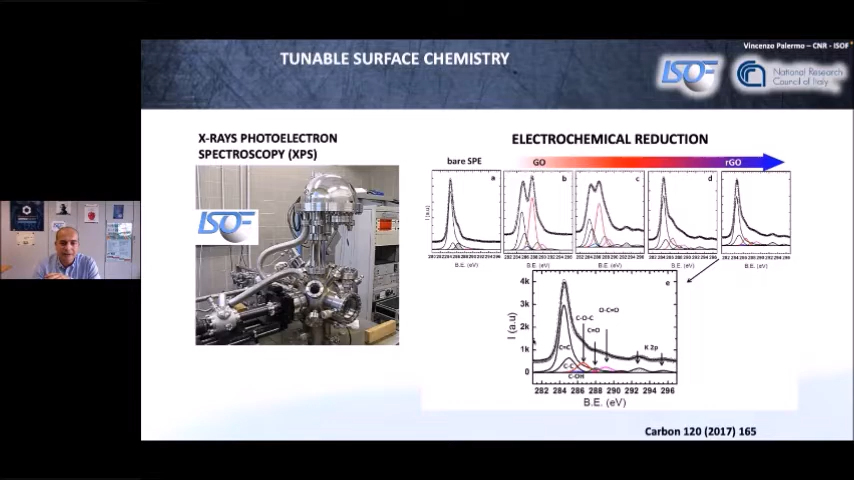 Vincenzo Palermo – CNR - ISOF
TUNABLE SURFACE CHEMISTRY
ISOF
National Research
Council of Italy
X-RAYS PHOTOELECTRON
SPECTROSCOPY (XPS)
ISOF
ELECTROCHEMICAL REDUCTION
bare SPE
GO
rGO
a
b
c
d
I (a.u)
B.E. (eV)
B.E. (eV)
B.E. (eV)
B.E. (eV)
B.E. (eV)
e
4k
3k
2k
1k
0
I (a.u)
C=C
C-C
C-OH
C-O-C
C=O
O-C=O
K 2p
282 284 286 288 290 292 294 296
B.E. (eV)
Carbon 120 (2017) 165